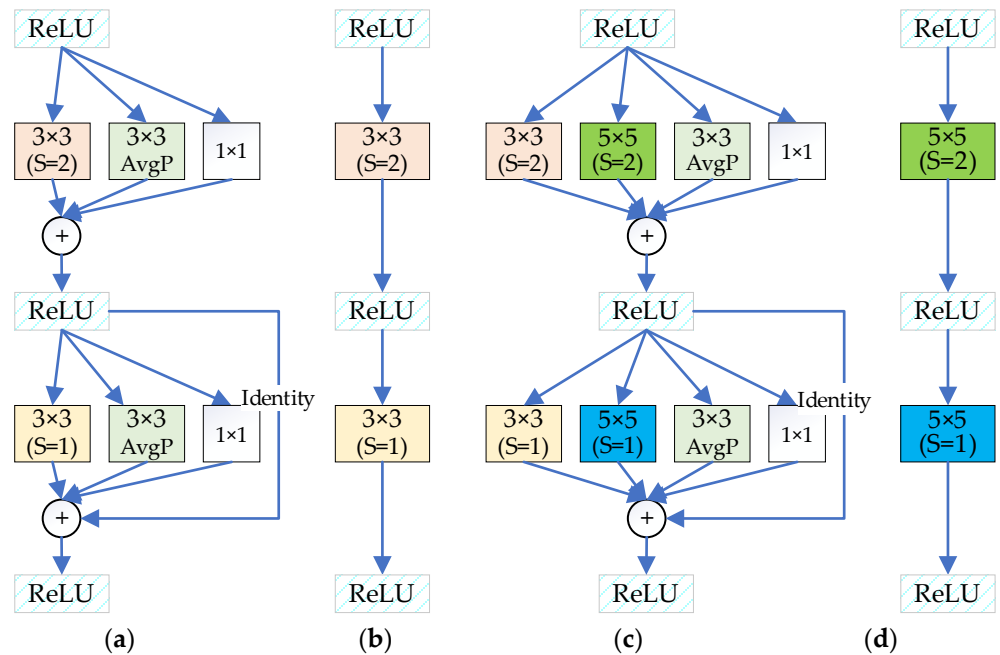 ReLU
ReLU
ReLU
ReLU
3×3
(S=2)
3×3
AvgP
1×1
3×3
(S=2)
3×3
(S=2)
5×5
(S=2)
3×3
AvgP
1×1
5×5
(S=2)
+
+
ReLU
ReLU
ReLU
ReLU
Identity
Identity
3×3
(S=1)
3×3
AvgP
1×1
3×3
(S=1)
3×3
(S=1)
5×5
(S=1)
3×3
AvgP
1×1
5×5
(S=1)
+
+
ReLU
ReLU
ReLU
ReLU
(a)
(b)
(c)
(d)